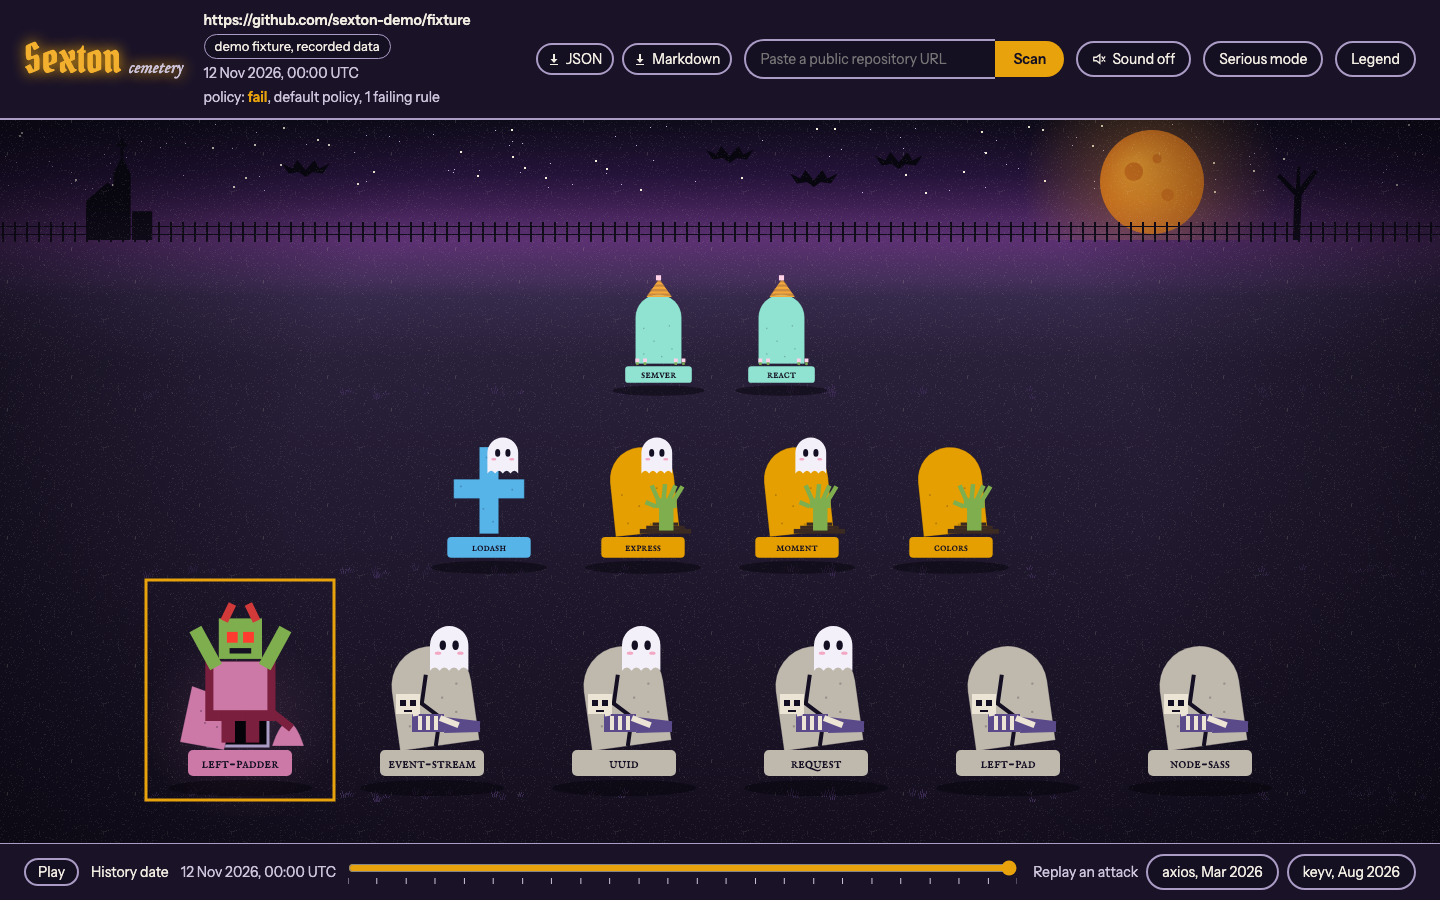 Sexton cemetery
https://github.com/sexton-demo/fixture
demo fixture, recorded data
12 Nov 2026, 00:00 UTC
policy: fail, default policy, 1 failing rule
JSON
Markdown
Paste a public repository URL
Scan
Sound off
Serious mode
Legend
SEMVER
REACT
LODASH
EXPRESS
MOMENT
COLORS
LEFT-PADDER
EVENT-STREAM
UUID
REQUEST
LEFT-PAD
NODE-SASS
Play
History date
12 Nov 2026, 00:00 UTC
Replay an attack
axios, Mar 2026
keyv, Aug 2026